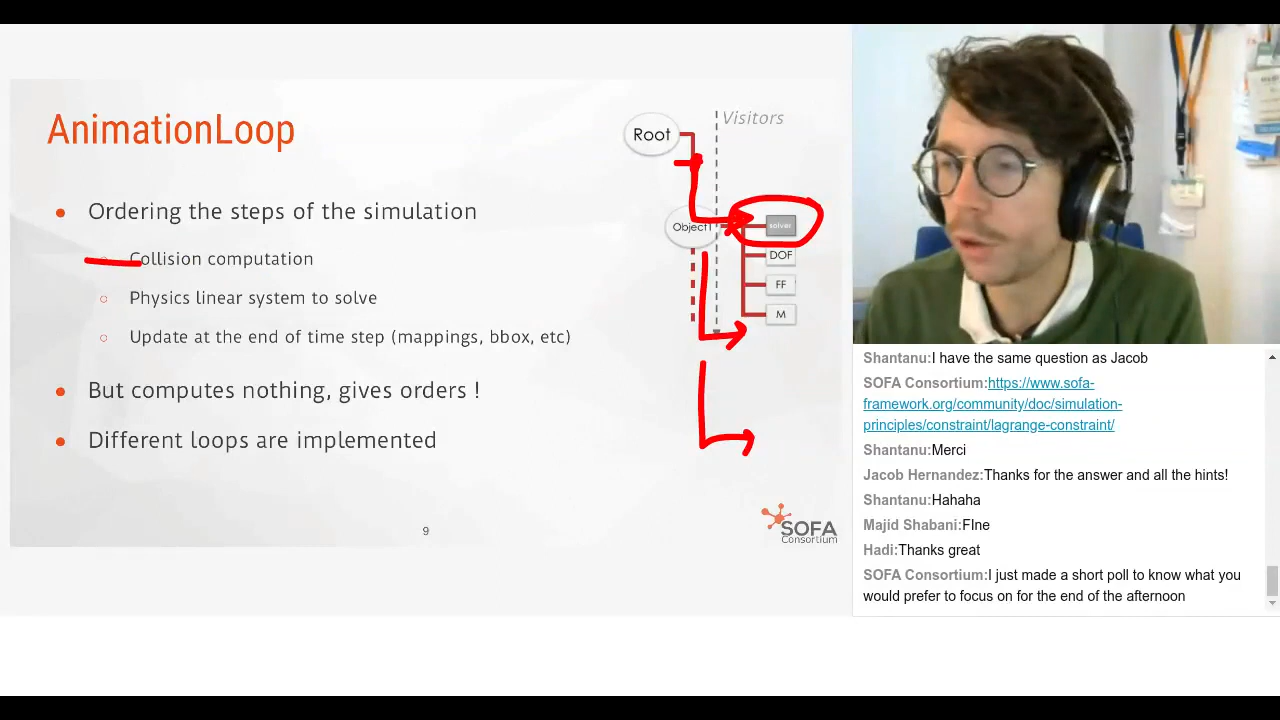 AnimationLoop
Ordering the steps of the simulation
Collision computation
Physics linear system to solve
Update at the end of time step (mappings, bbox, etc)
But computes nothing, gives orders !
Different loops are implemented
Visitors
Root
Object1
solver
DOF
FF
M
9
SOFA
Consortium
Shantanu:I have the same question as Jacob
SOFA Consortium:https://www.sofa-
framework.org/community/doc/simulation-
principles/constraint/lagrange-constraint/
Shantanu:Merci
Jacob Hernandez:Thanks for the answer and all the hints!
Shantanu:Hahaha
Majid Shabani:FIne
Hadi:Thanks great
SOFA Consortium:I just made a short poll to know what you
would prefer to focus on for the end of the afternoon